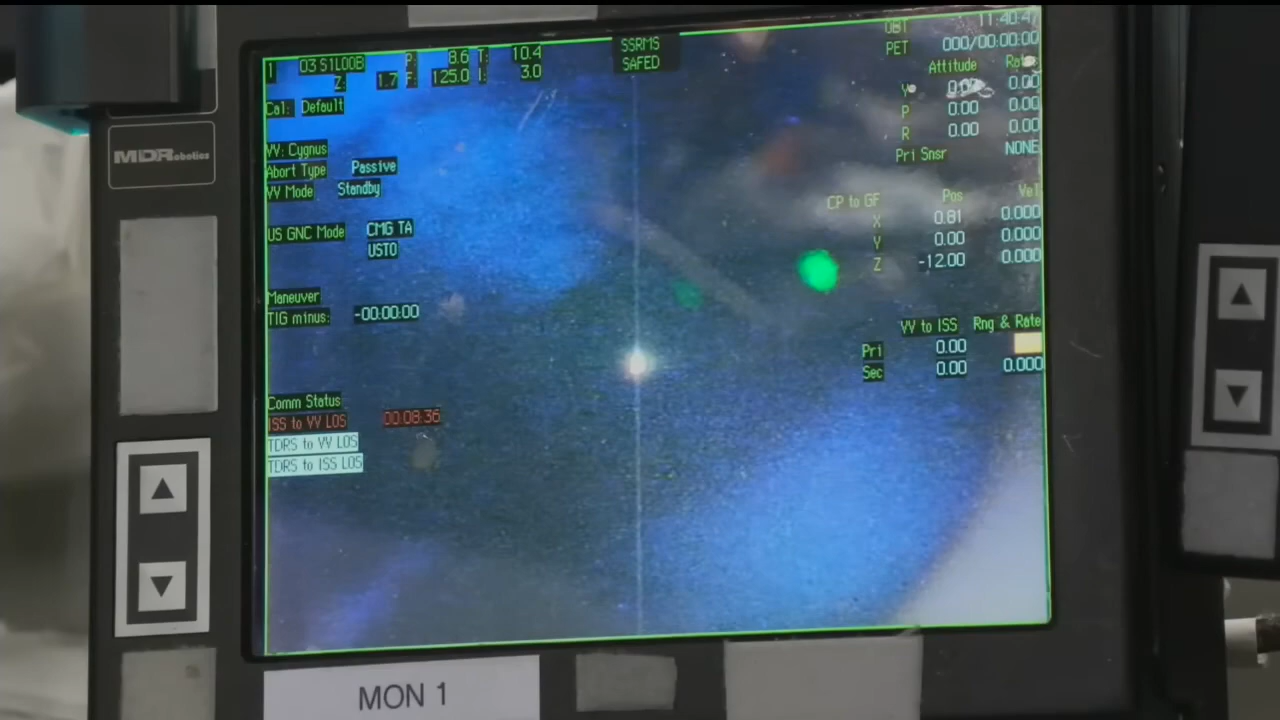 1 03 S1LOOB P: 8.6 T: 10.4
Z: 1.7 F: 125.0 I: 3.0
SSRMS
SAFED
11:40:47
PET 000/00:00:00
Attitude Rate
Y 0.00 0.00
P 0.00 0.00
R 0.00 0.00
Pri Snsr NONE
Cal: Default
MDRobotics
VV: Cygnus
Abort Type Passive
VV Mode Standby
CP to GF Pos Vel
X 0.81 0.000
Y 0.00 0.000
Z -12.00 0.000
US GNC Mode CMG TA
USTO
Maneuver
TIG minus: -00:00:00
VV to ISS Rng & Rate
Pri 0.00
Sec 0.00 0.000
Comm Status
ISS to VV LOS 00:08:36
TDRS to VV LOS
TDRS to ISS LOS
MON 1